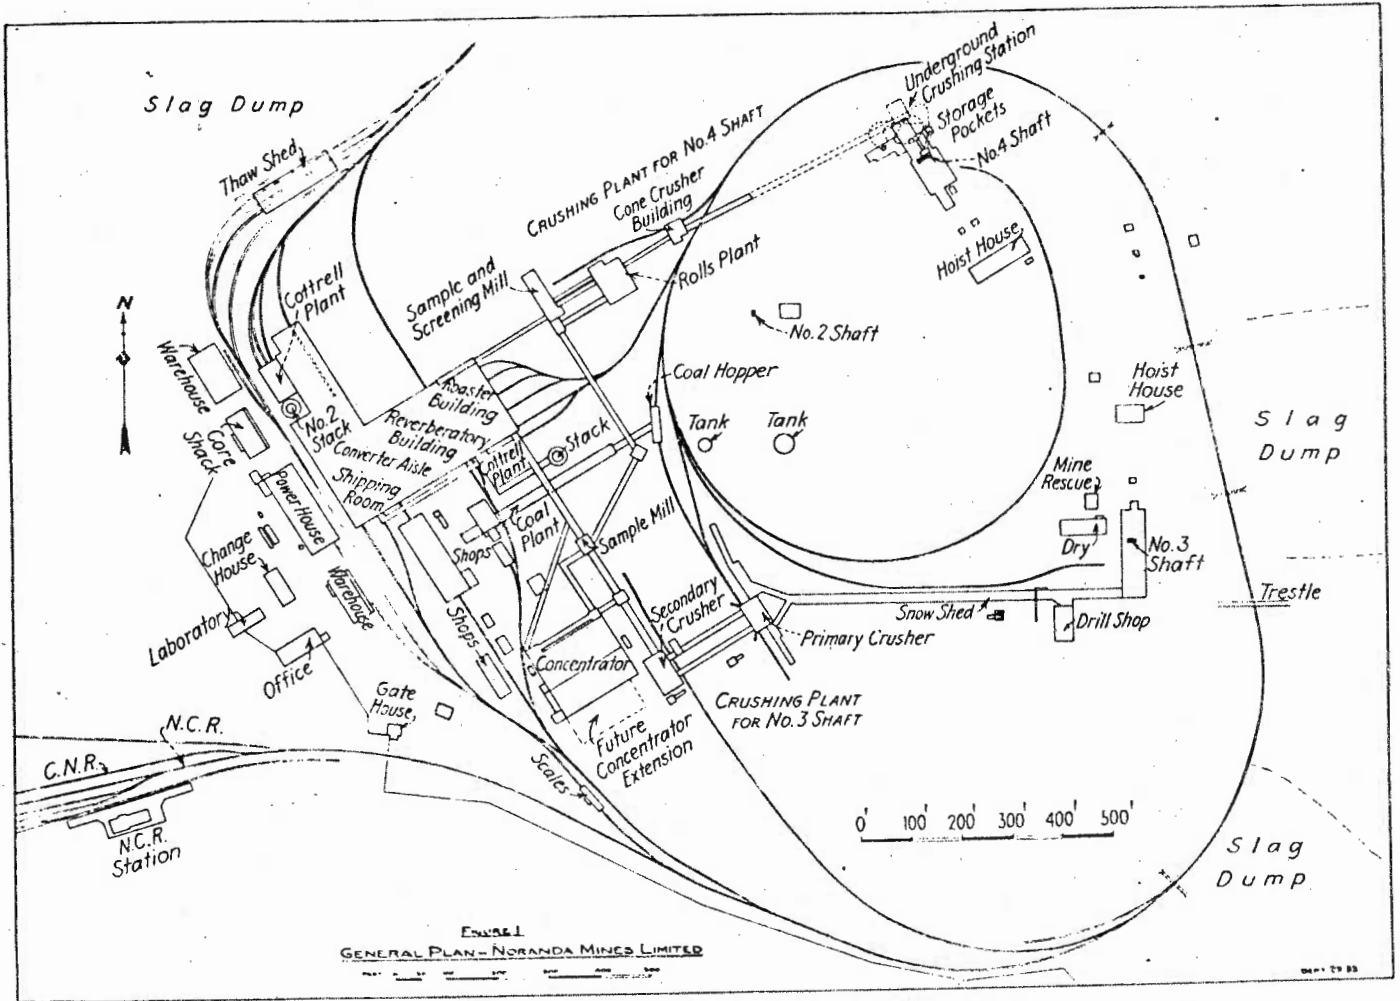 Slag Dump
Thaw Shed
CRUSHING PLANT FOR No.4 SHAFT
Cone Crusher
Building
Underground
Crushing Station
Storage
Pockets
No.4 Shaft
Hoist House
Rolls Plant
Sample and
Screening Mill
Cottrell
Plant
N
Warehouse
Core
Shack
No.2
Stack
Roaster
Building
Reverberatory
Building
Converter Aisle
Shipping
Room
Cottrell
Plant
Stack
Coal Hopper
No.2 Shaft
Tank
Tank
Hoist
House
Slag
Dump
Mine
Rescue
Dry
No.3
Shaft
Trestle
Power House
Change
House
Warehouse
Laboratory
Office
Shops
Coal
Plant
Sample Mill
Shops
Secondary
Crusher
Primary Crusher
Snow Shed
Drill Shop
Concentrator
CRUSHING PLANT
FOR No.3 SHAFT
Future
Concentrator
Extension
Gate
House
Scales
N.C.R.
C.N.R.
N.C.R.
Station
0' 100' 200' 300' 400' 500'
Slag
Dump
FIGURE 1
GENERAL PLAN - NORANDA MINES LIMITED